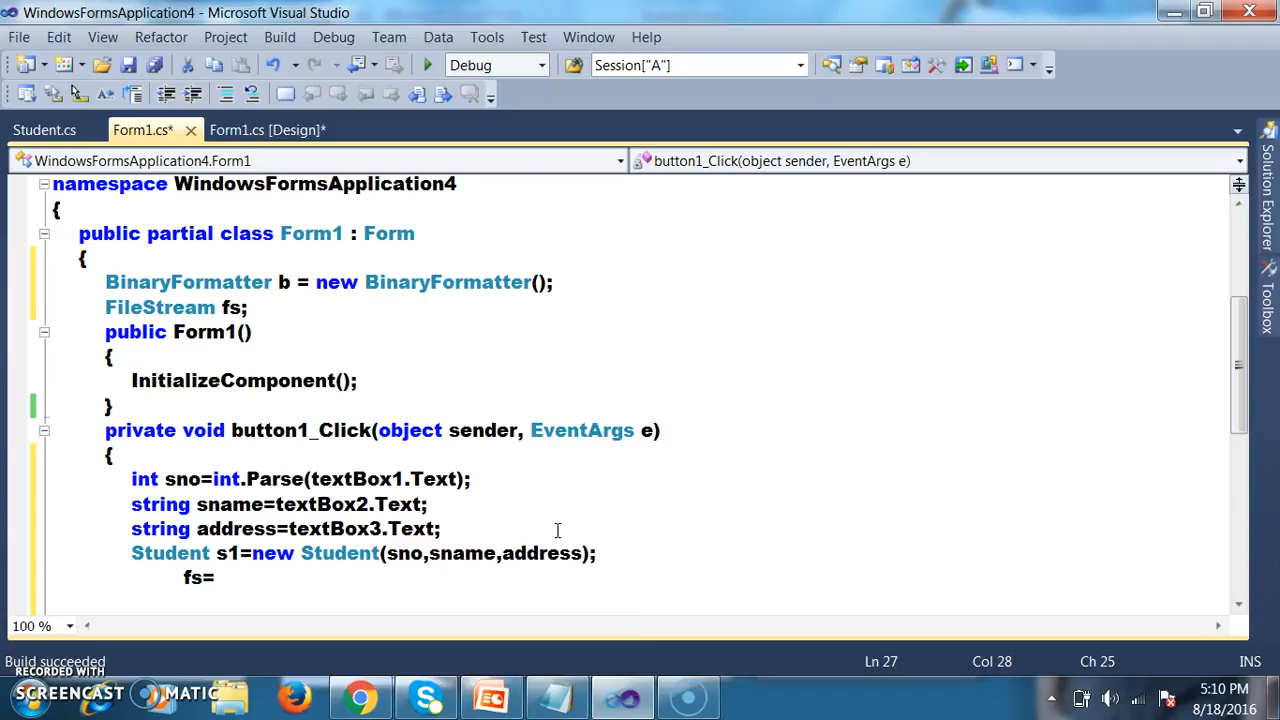 WindowsFormsApplication4 - Microsoft Visual Studio
File Edit View Refactor Project Build Debug Team Data Tools Test Window Help
Debug Session["A"]
Student.cs Form1.cs* Form1.cs [Design]*
WindowsFormsApplication4.Form1 button1_Click(object sender, EventArgs e)
namespace WindowsFormsApplication4
{
public partial class Form1 : Form
{
BinaryFormatter b = new BinaryFormatter();
FileStream fs;
public Form1()
{
InitializeComponent();
}
private void button1_Click(object sender, EventArgs e)
{
int sno=int.Parse(textBox1.Text);
string sname=textBox2.Text;
string address=textBox3.Text;
Student s1=new Student(sno,sname,address);
fs=
Solution Explorer
Toolbox
100 %
Build succeeded Ln 27 Col 28 Ch 25 INS
RECORDED WITH
SCREENCAST MATIC
5:10 PM
8/18/2016